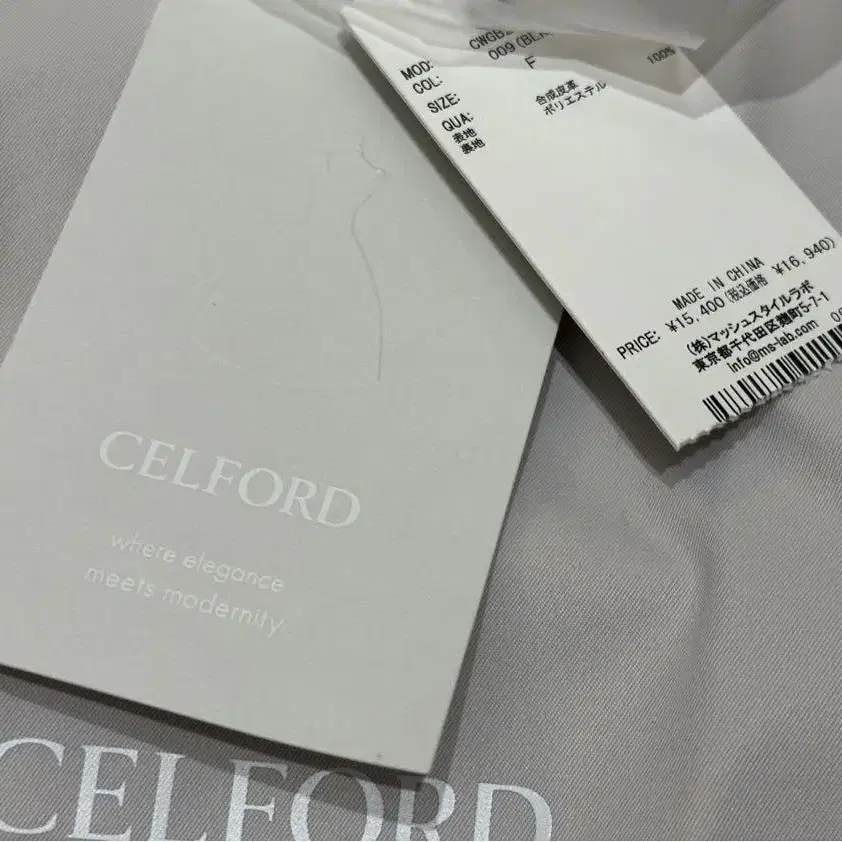 MOD:
COL: 009(BLK
SIZE: F
QUA:
表地 合成皮革 100%
裏地 ポリエステル
MADE IN CHINA
PRICE: ¥15,400(税込価格 ¥16,940)
(株)マッシュスタイルラボ
東京都千代田区麹町5-7-1
info@ms-lab.com
CELFORD
where elegance
meets modernity
CELFORD